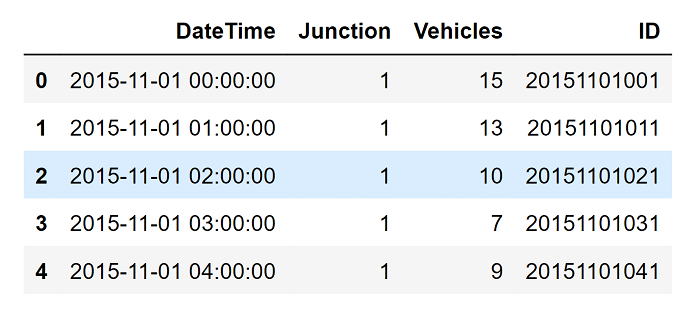 DateTime Junction Vehicles ID
0 2015-11-01 00:00:00 1 15 20151101001
1 2015-11-01 01:00:00 1 13 20151101011
2 2015-11-01 02:00:00 1 10 20151101021
3 2015-11-01 03:00:00 1 7 20151101031
4 2015-11-01 04:00:00 1 9 20151101041